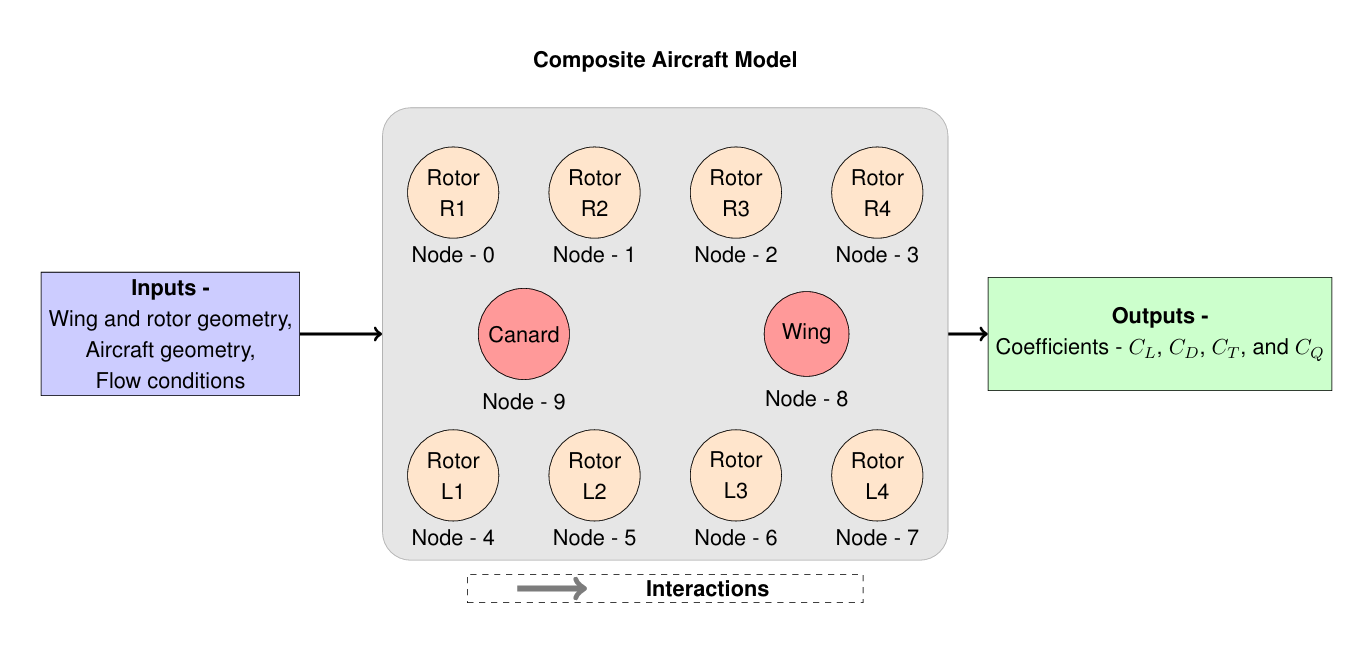 Composite Aircraft Model
Rotor
R1
Node - 0
Rotor
R2
Node - 1
Rotor
R3
Node - 2
Rotor
R4
Node - 3
Inputs -
Wing and rotor geometry,
Aircraft geometry,
Flow conditions
Canard
Node - 9
Wing
Node - 8
Outputs -
Coefficients - $C_L$, $C_D$, $C_T$, and $C_Q$
Rotor
L1
Node - 4
Rotor
L2
Node - 5
Rotor
L3
Node - 6
Rotor
L4
Node - 7
Interactions